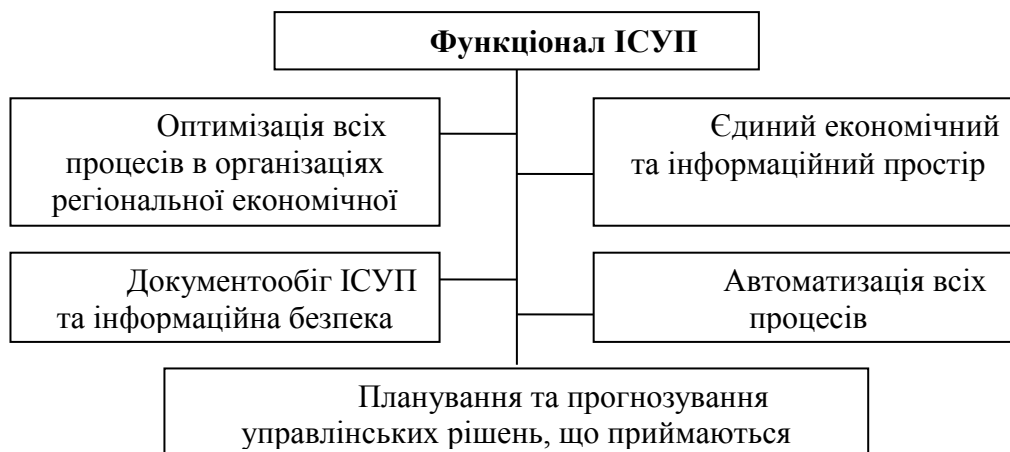 Функціонал ІСУП
Оптимізація всіх
процесів в організаціях
регіональної економічної
Єдиний економічний
та інформаційний простір
Документообіг ІСУП
та інформаційна безпека
Автоматизація всіх
процесів
Планування та прогнозування
управлінських рішень, що приймаються